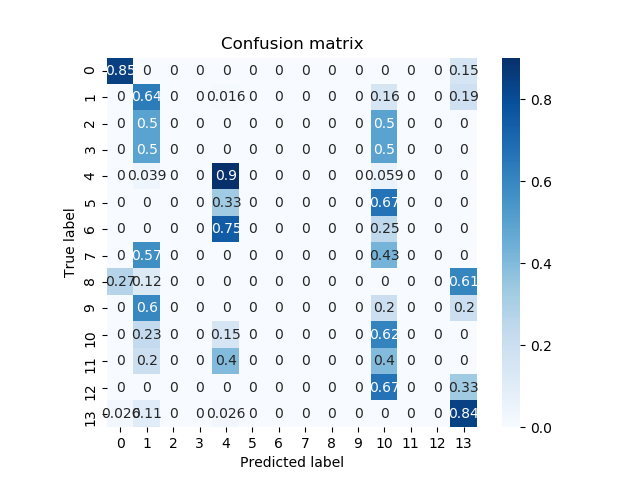 Confusion matrix
True label
0 0.85 0 0 0 0 0 0 0 0 0 0 0 0 0.15
1 0 0.64 0 0 0.016 0 0 0 0 0 0.16 0 0 0.19
2 0 0.5 0 0 0 0 0 0 0 0 0.5 0 0 0
3 0 0.5 0 0 0 0 0 0 0 0 0.5 0 0 0
4 0 0.039 0 0 0.9 0 0 0 0 0 0.059 0 0 0
5 0 0 0 0 0.33 0 0 0 0 0 0.67 0 0 0
6 0 0 0 0 0.75 0 0 0 0 0 0.25 0 0 0
7 0 0.57 0 0 0 0 0 0 0 0 0.43 0 0 0
8 0.27 0.12 0 0 0 0 0 0 0 0 0 0 0 0.61
9 0 0.6 0 0 0 0 0 0 0 0 0.2 0 0 0.2
10 0 0.23 0 0 0.15 0 0 0 0 0 0.62 0 0 0
11 0 0.2 0 0 0.4 0 0 0 0 0 0.4 0 0 0
12 0 0 0 0 0 0 0 0 0 0 0.67 0 0 0.33
13 0.026 0.11 0 0 0.026 0 0 0 0 0 0 0 0 0.84
0 1 2 3 4 5 6 7 8 9 10 11 12 13
Predicted label
0.8
0.6
0.4
0.2
0.0